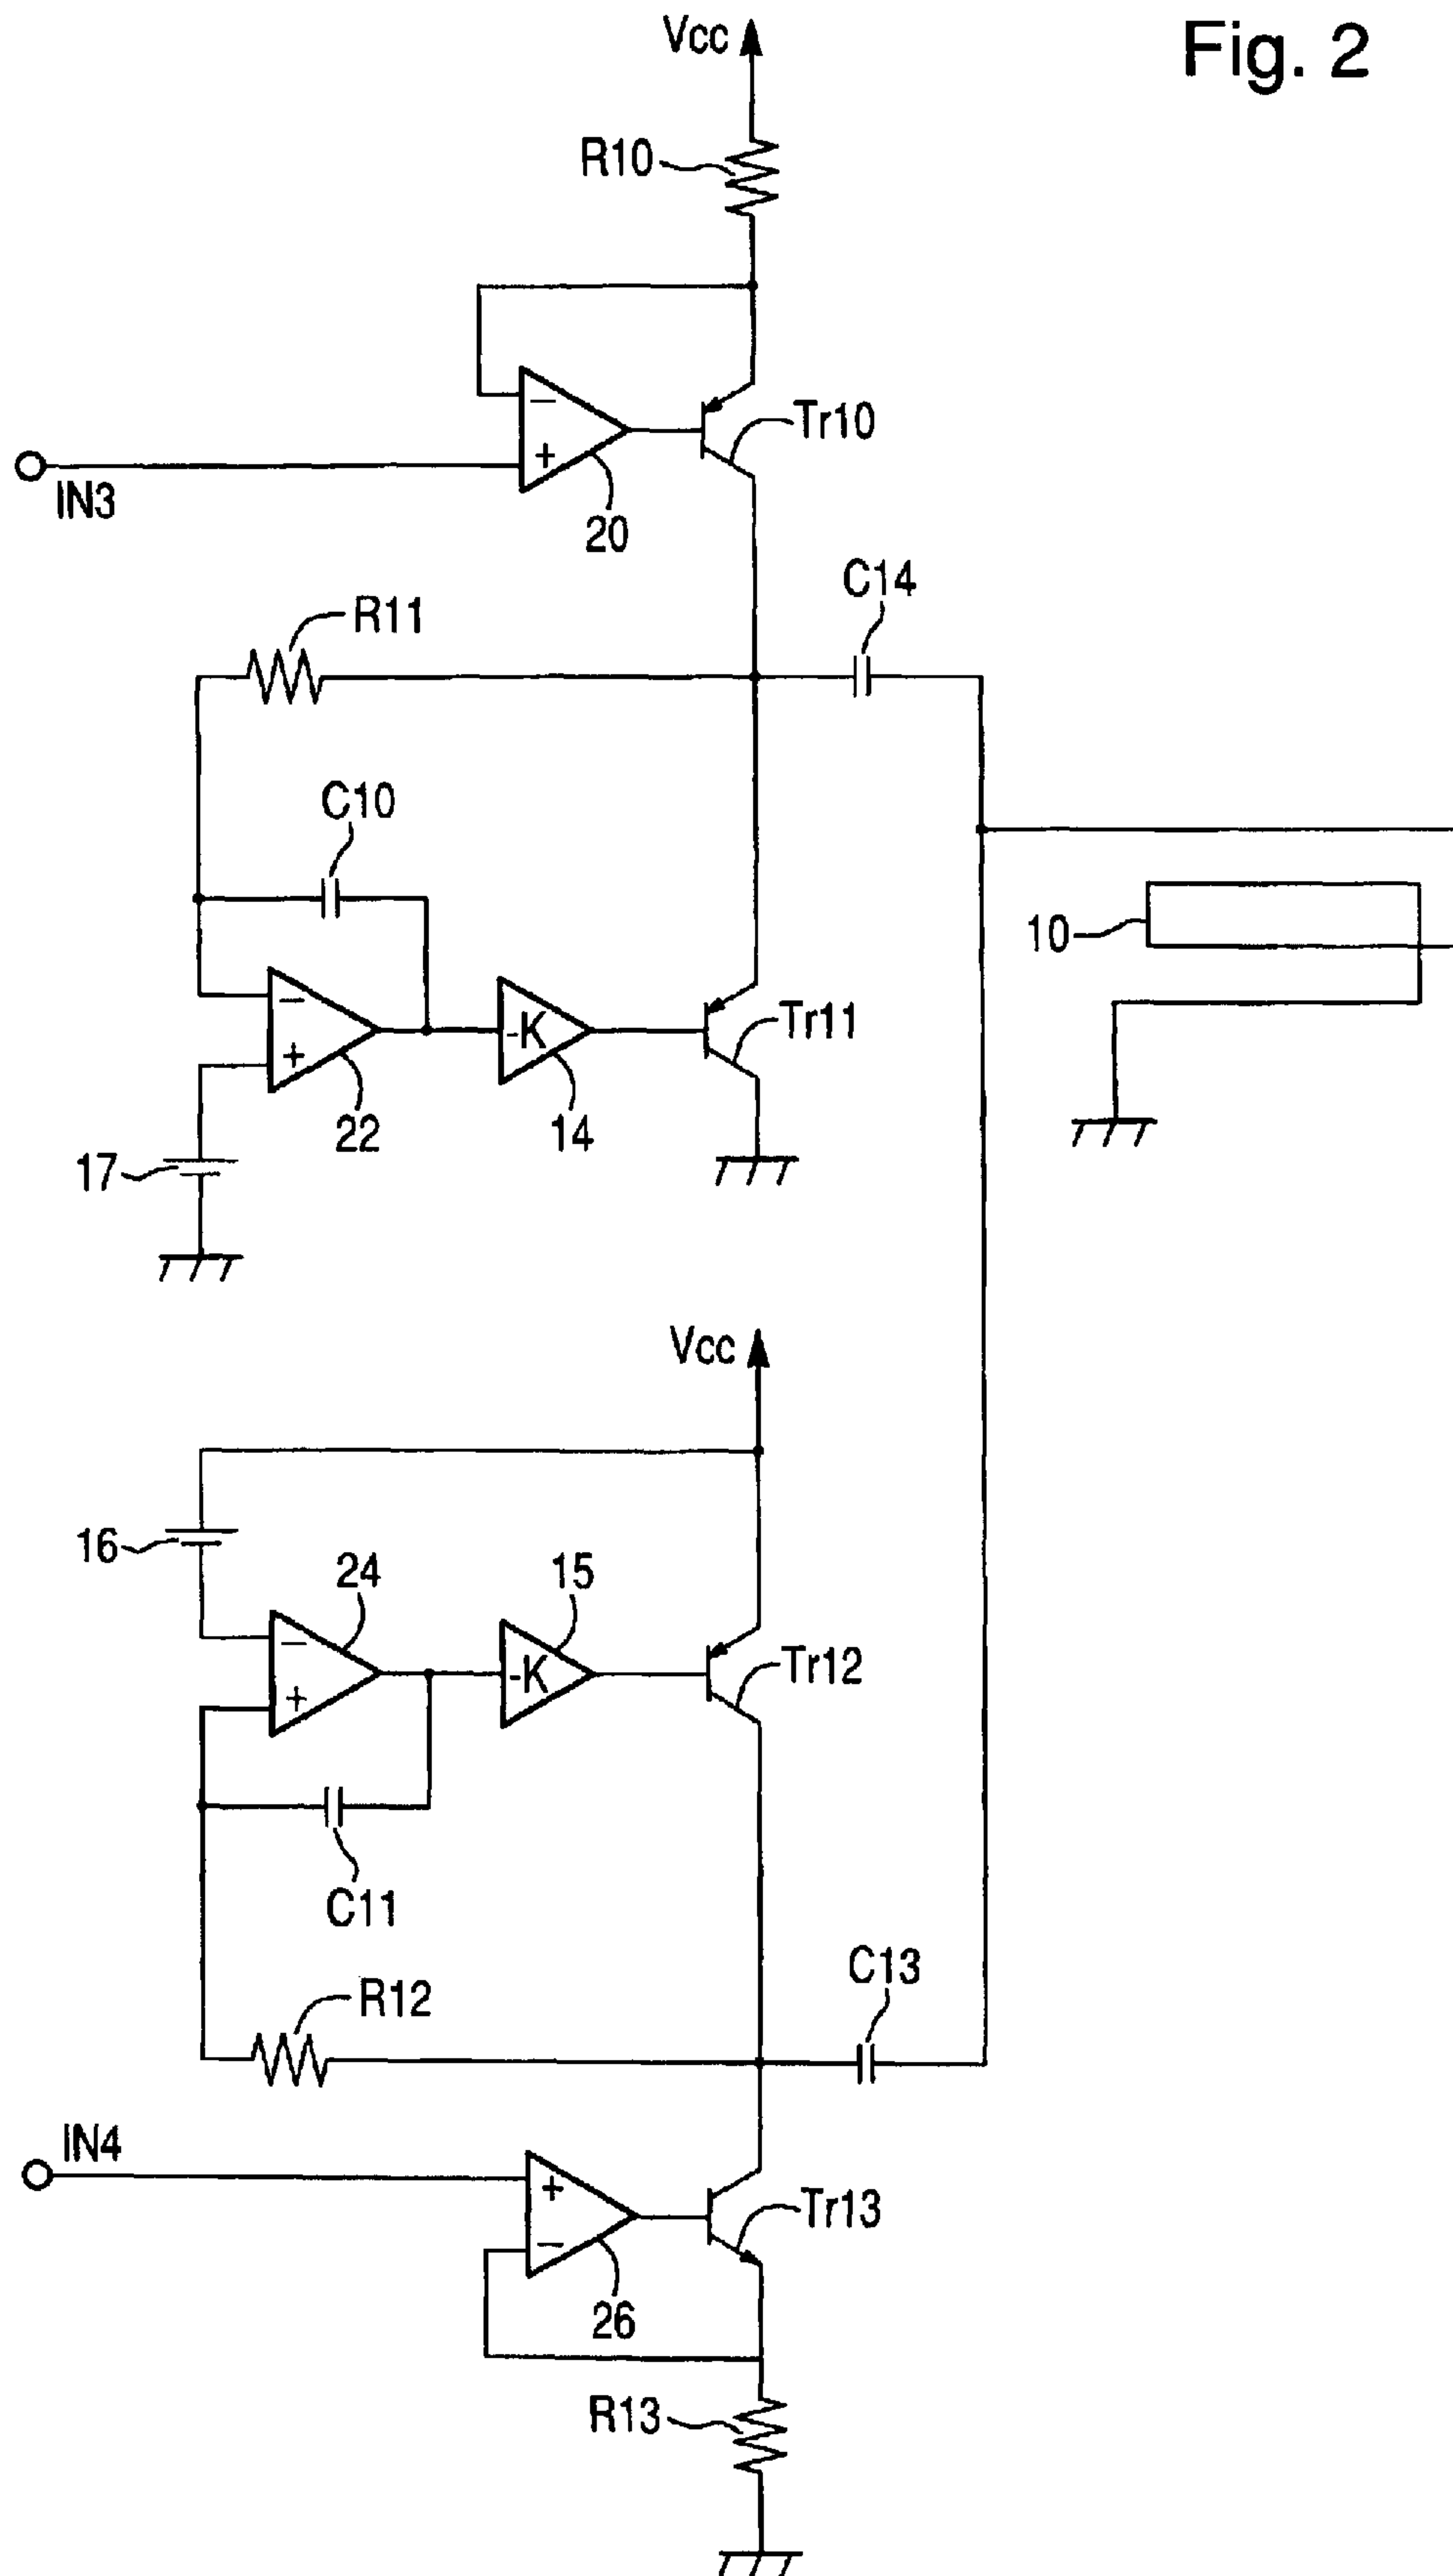 Fig. 2
Vcc
R10
−
+
Tr10
IN3
20
C14
R11
C10
10
−
+
-K
Tr11
22
14
17
Vcc
16
24
15
−
+
-K
Tr12
C11
C13
R12
IN4
+
−
Tr13
26
R13